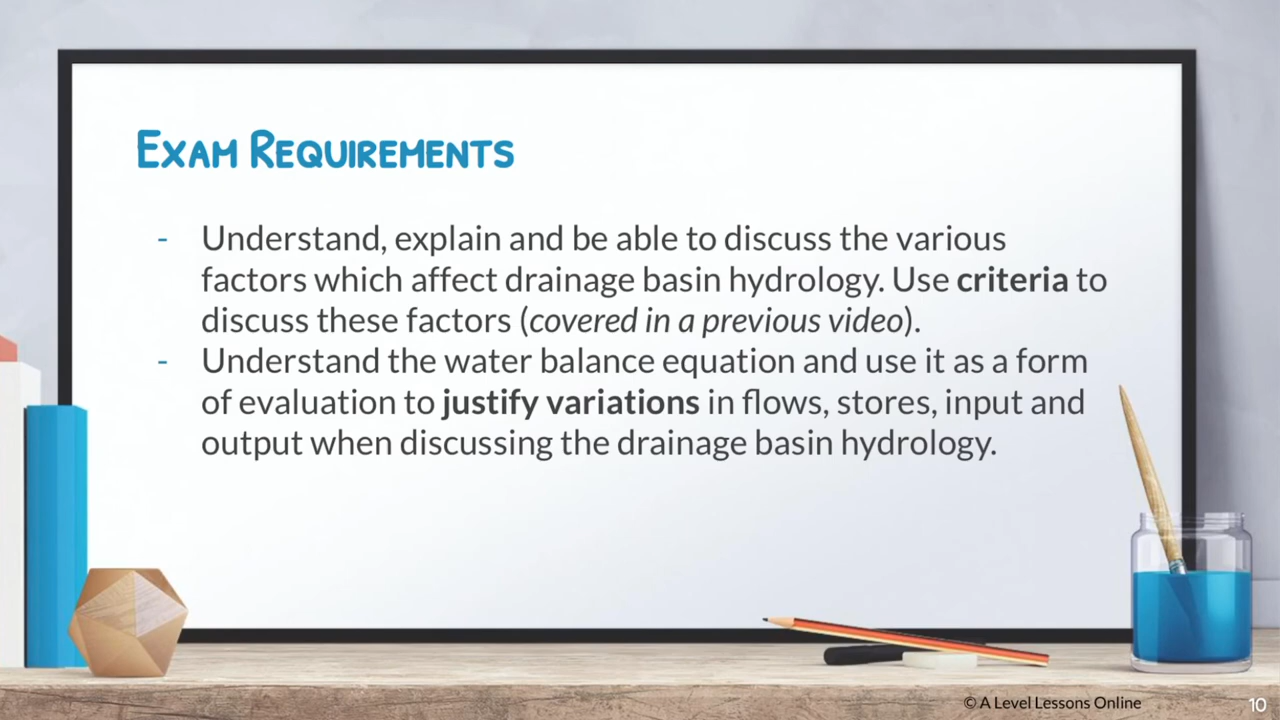 Exam Requirements
- Understand, explain and be able to discuss the various
factors which affect drainage basin hydrology. Use criteria to
discuss these factors (covered in a previous video).
- Understand the water balance equation and use it as a form
of evaluation to justify variations in flows, stores, input and
output when discussing the drainage basin hydrology.
© A Level Lessons Online
10